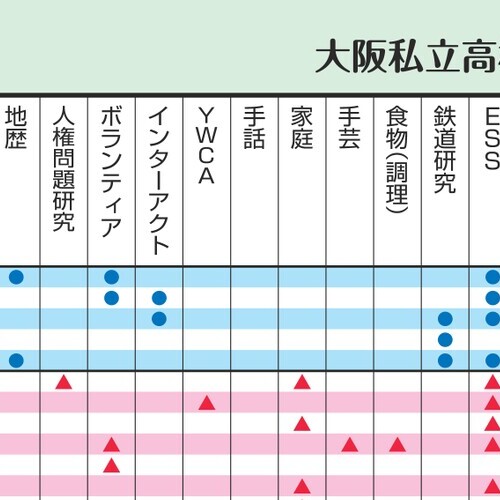 大阪私立高
地歴
人権問題研究
ボランティア
インターアクト
YWCA
手話
家庭
手芸
食物(調理)
鉄道研究
ESS